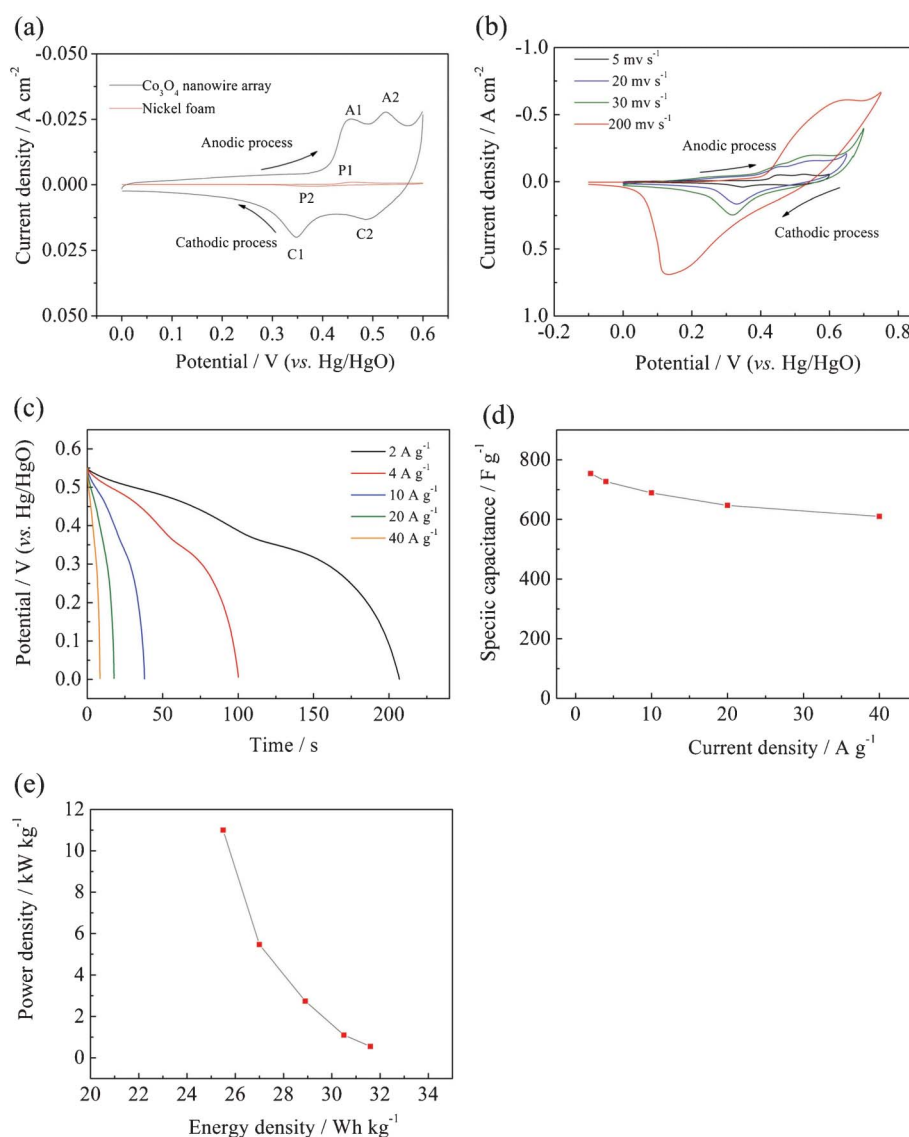 (a)
-0.050
-0.025
0.000
0.025
0.050
Current density / A cm⁻²
Co₃O₄ nanowire array
Nickel foam
A1
A2
Anodic process
P1
P2
Cathodic process
C1
C2
0.0 0.1 0.2 0.3 0.4 0.5 0.6
Potential / V (vs. Hg/HgO)
(b)
-1.0
-0.5
0.0
0.5
1.0
Current density / A cm⁻²
5 mv s⁻¹
20 mv s⁻¹
30 mv s⁻¹
200 mv s⁻¹
Anodic process
Cathodic process
-0.2 0.0 0.2 0.4 0.6 0.8
Potential / V (vs. Hg/HgO)
(c)
0.6
0.5
0.4
0.3
0.2
0.1
0.0
Potential / V (vs. Hg/HgO)
2 A g⁻¹
4 A g⁻¹
10 A g⁻¹
20 A g⁻¹
40 A g⁻¹
0 50 100 150 200
Time / s
(d)
800
600
400
200
0
Speciic capacitance / F g⁻¹
0 10 20 30 40
Current density / A g⁻¹
(e)
12
10
8
6
4
2
0
Power density / kW kg⁻¹
20 22 24 26 28 30 32 34
Energy density / Wh kg⁻¹